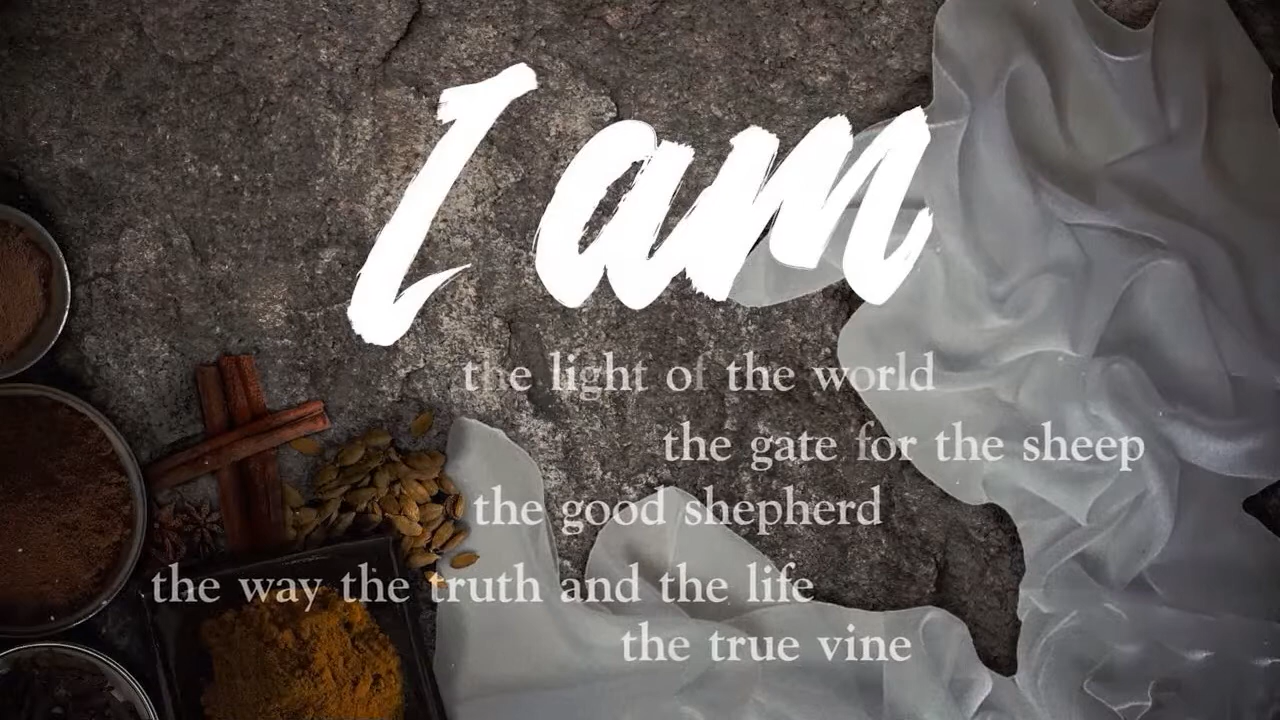 I am
the light of the world
the gate for the sheep
the good shepherd
the way the truth and the life
the true vine